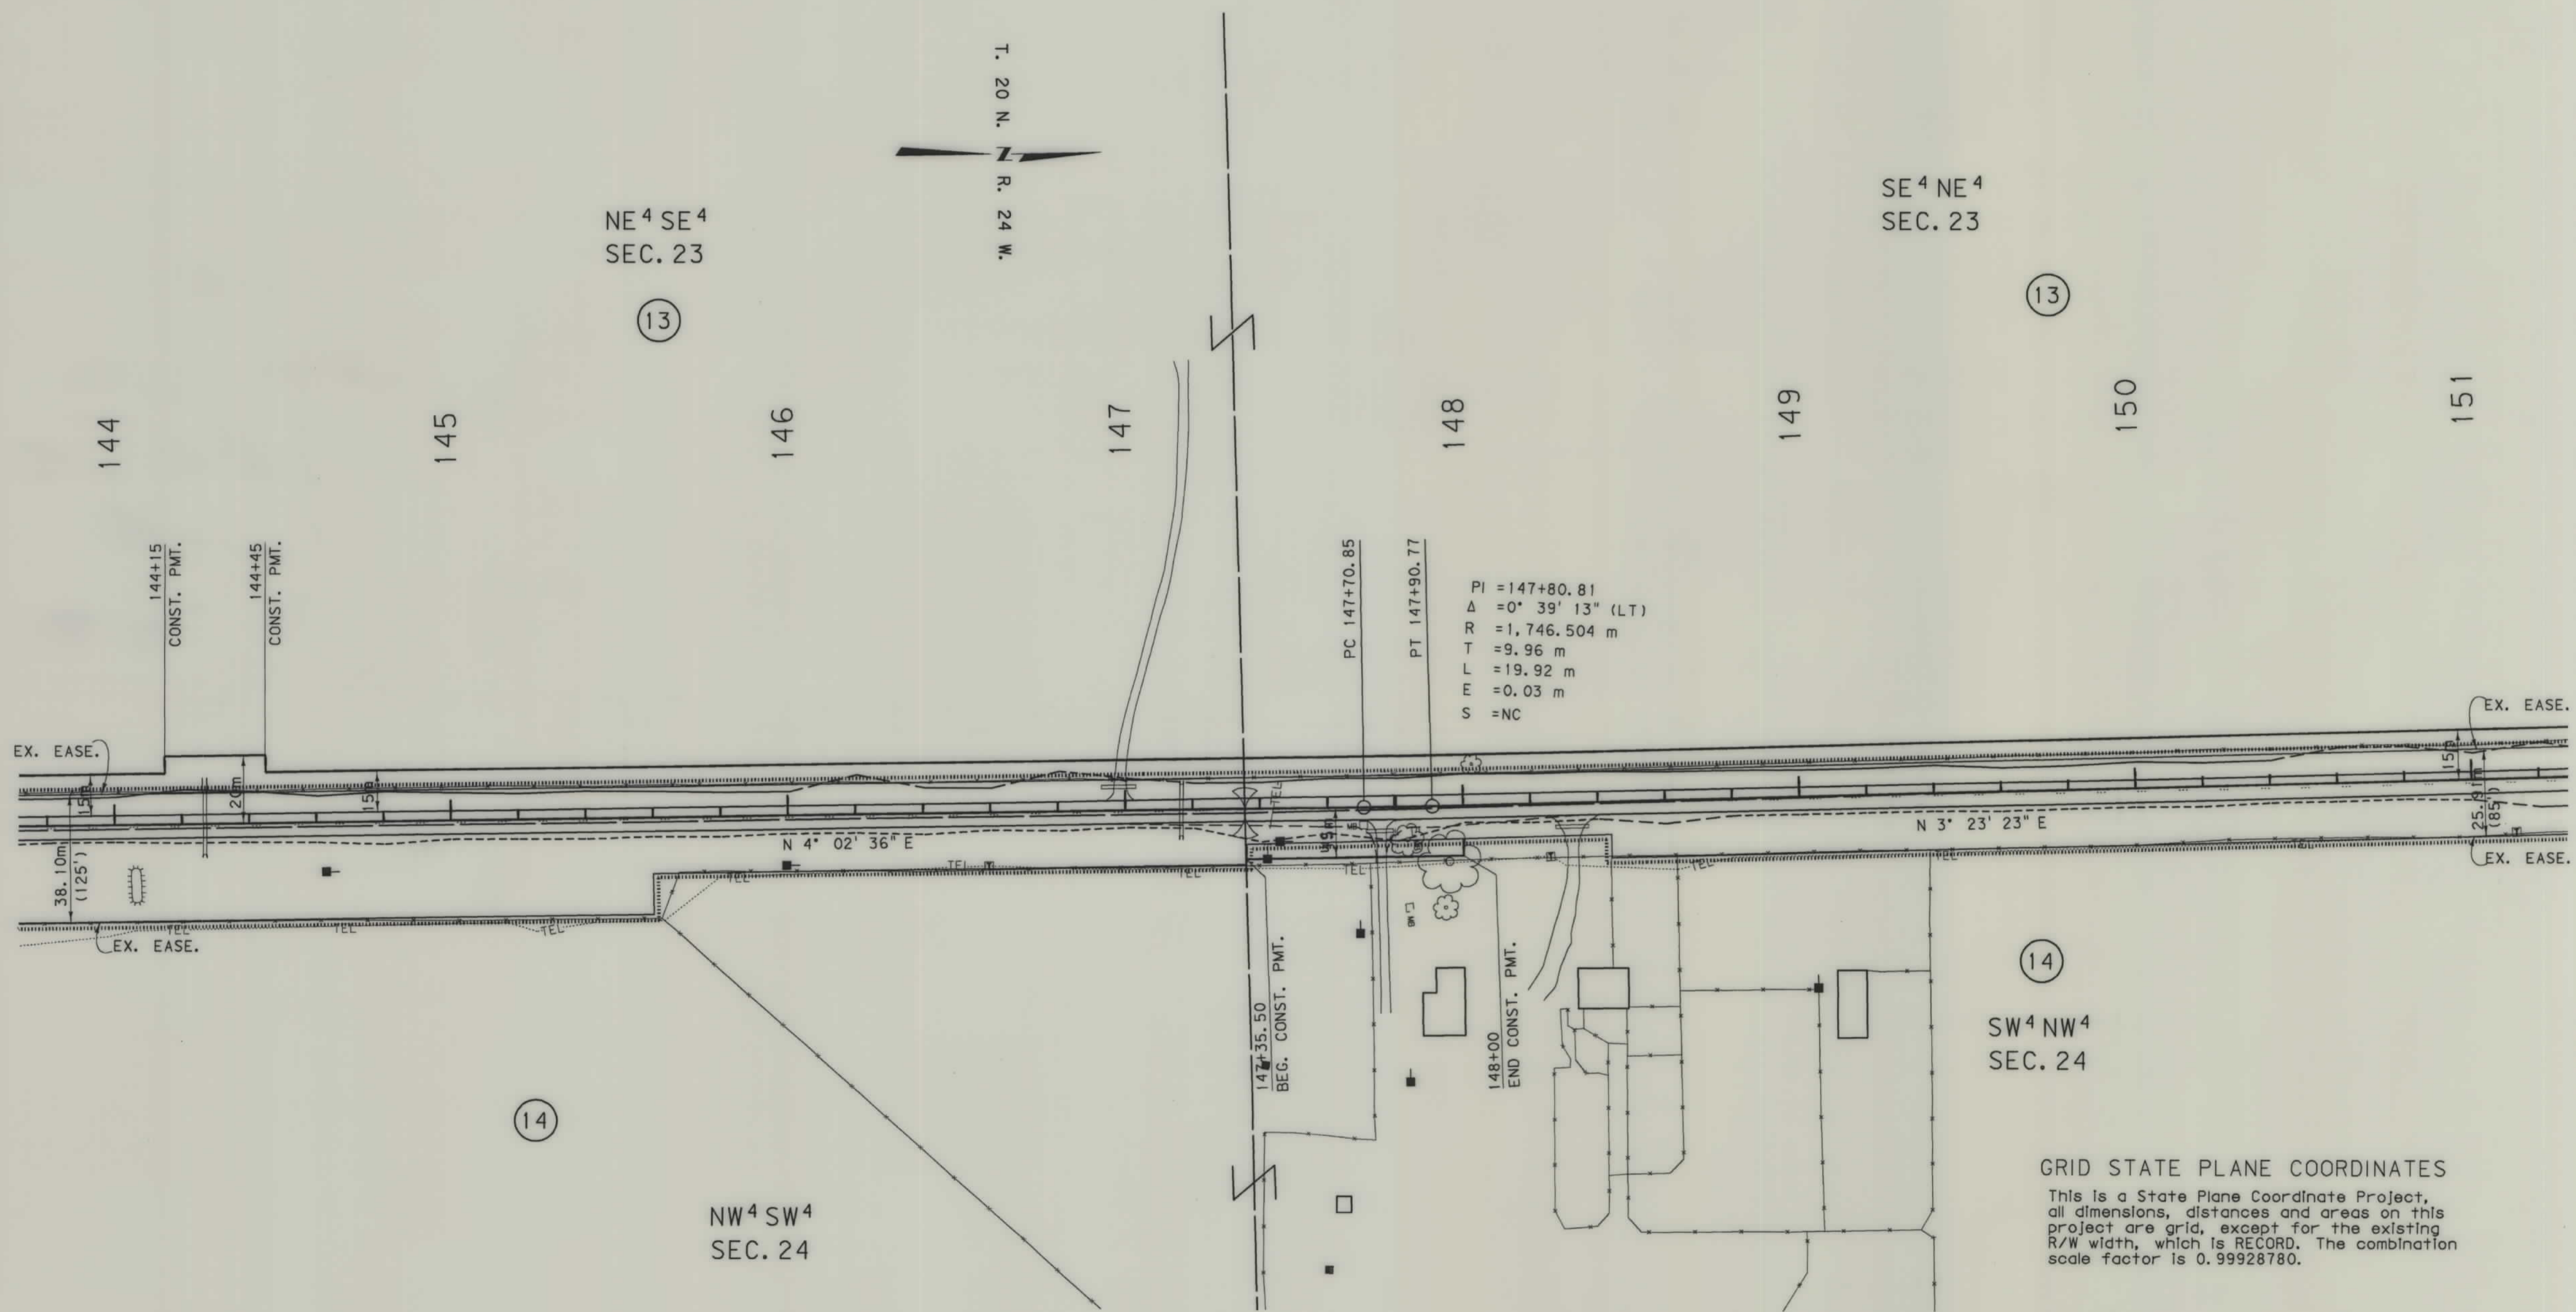 T. 20 N. R. 24 W.
Z
NE⁴ SE⁴
SEC. 23
13
SE⁴ NE⁴
SEC. 23
13
144
145
146
147
148
149
150
151
144+15
CONST. PMT.
144+45
CONST. PMT.
PC 147+70.85
PT 147+90.77
PI =147+80.81
Δ =0° 39' 13" (LT)
R =1,746.504 m
T =9.96 m
L =19.92 m
E =0.03 m
S =NC
EX. EASE.
EX. EASE.
15m
20m
15m
15m
TEL
38.10m
(125')
25.91m
(85')
N 4° 02' 36" E
N 3° 23' 23" E
TEL
TEL
TEL
TEL
TEL
TEL
TEL
TEL
TEL
TEL
EX. EASE.
EX. EASE.
MB
147+35.50
BEG. CONST. PMT.
148+00
END CONST. PMT.
14
SW⁴ NW⁴
SEC. 24
14
NW⁴ SW⁴
SEC. 24
GRID STATE PLANE COORDINATES
This is a State Plane Coordinate Project,
all dimensions, distances and areas on this
project are grid, except for the existing
R/W width, which is RECORD. The combination
scale factor is 0.99928780.